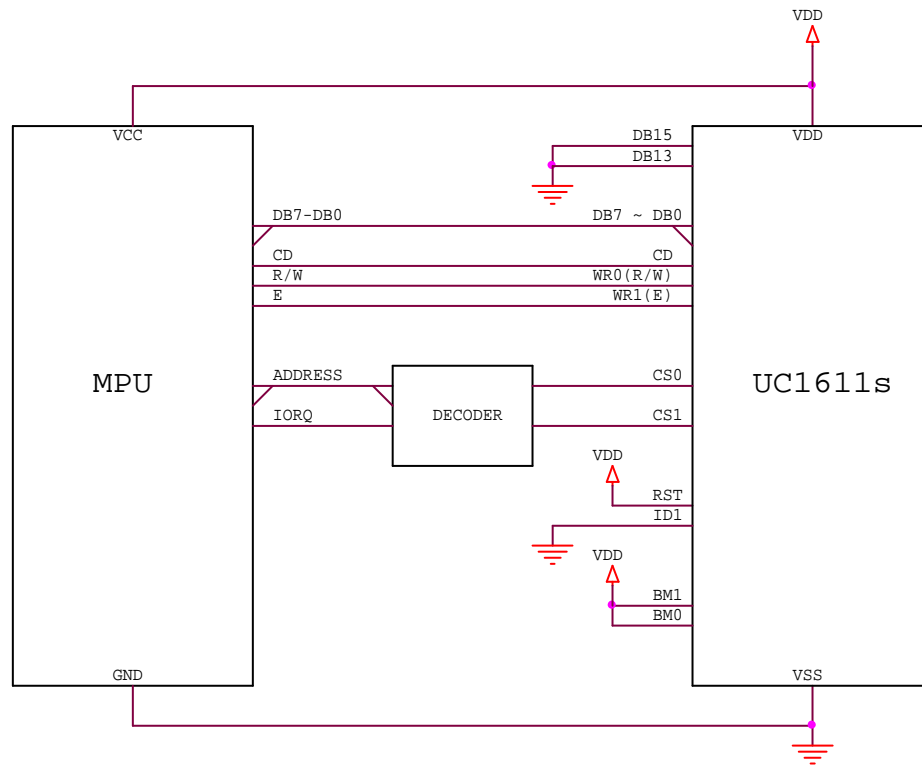 VDD
VCC
VDD
DB15
DB13
DB7-DB0
DB7 ~ DB0
CD
CD
R/W
WR0(R/W)
E
WR1(E)
MPU
ADDRESS
IORQ
DECODER
CS0
CS1
UC1611s
VDD
RST
ID1
VDD
BM1
BM0
GND
VSS